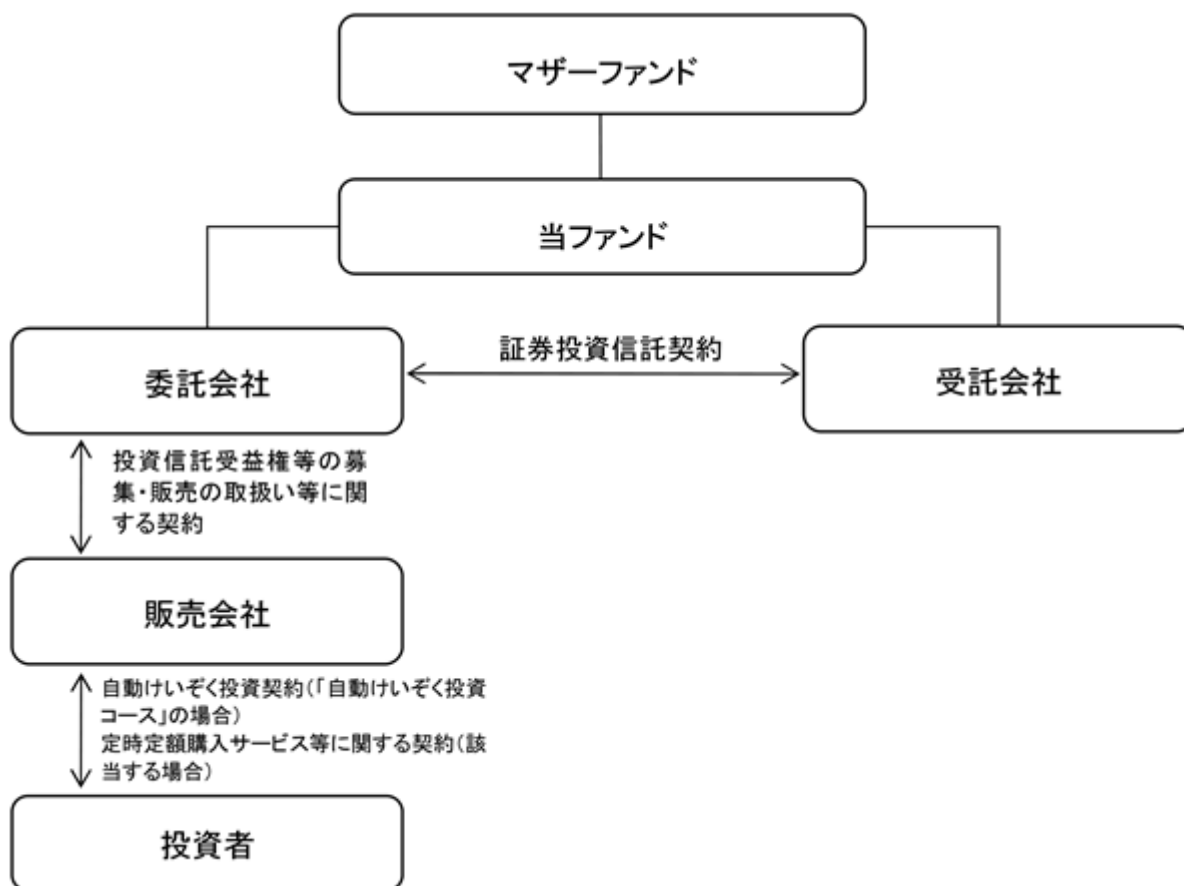 マザーファンド
当ファンド
証券投資信託契約
委託会社
受託会社
投資信託受益権等の募
集・販売の取扱い等に関
する契約
販売会社
自動けいぞく投資契約(「自動けいぞく投資
コース」の場合)
定時定額購入サービス等に関する契約(該
当する場合)
投資者